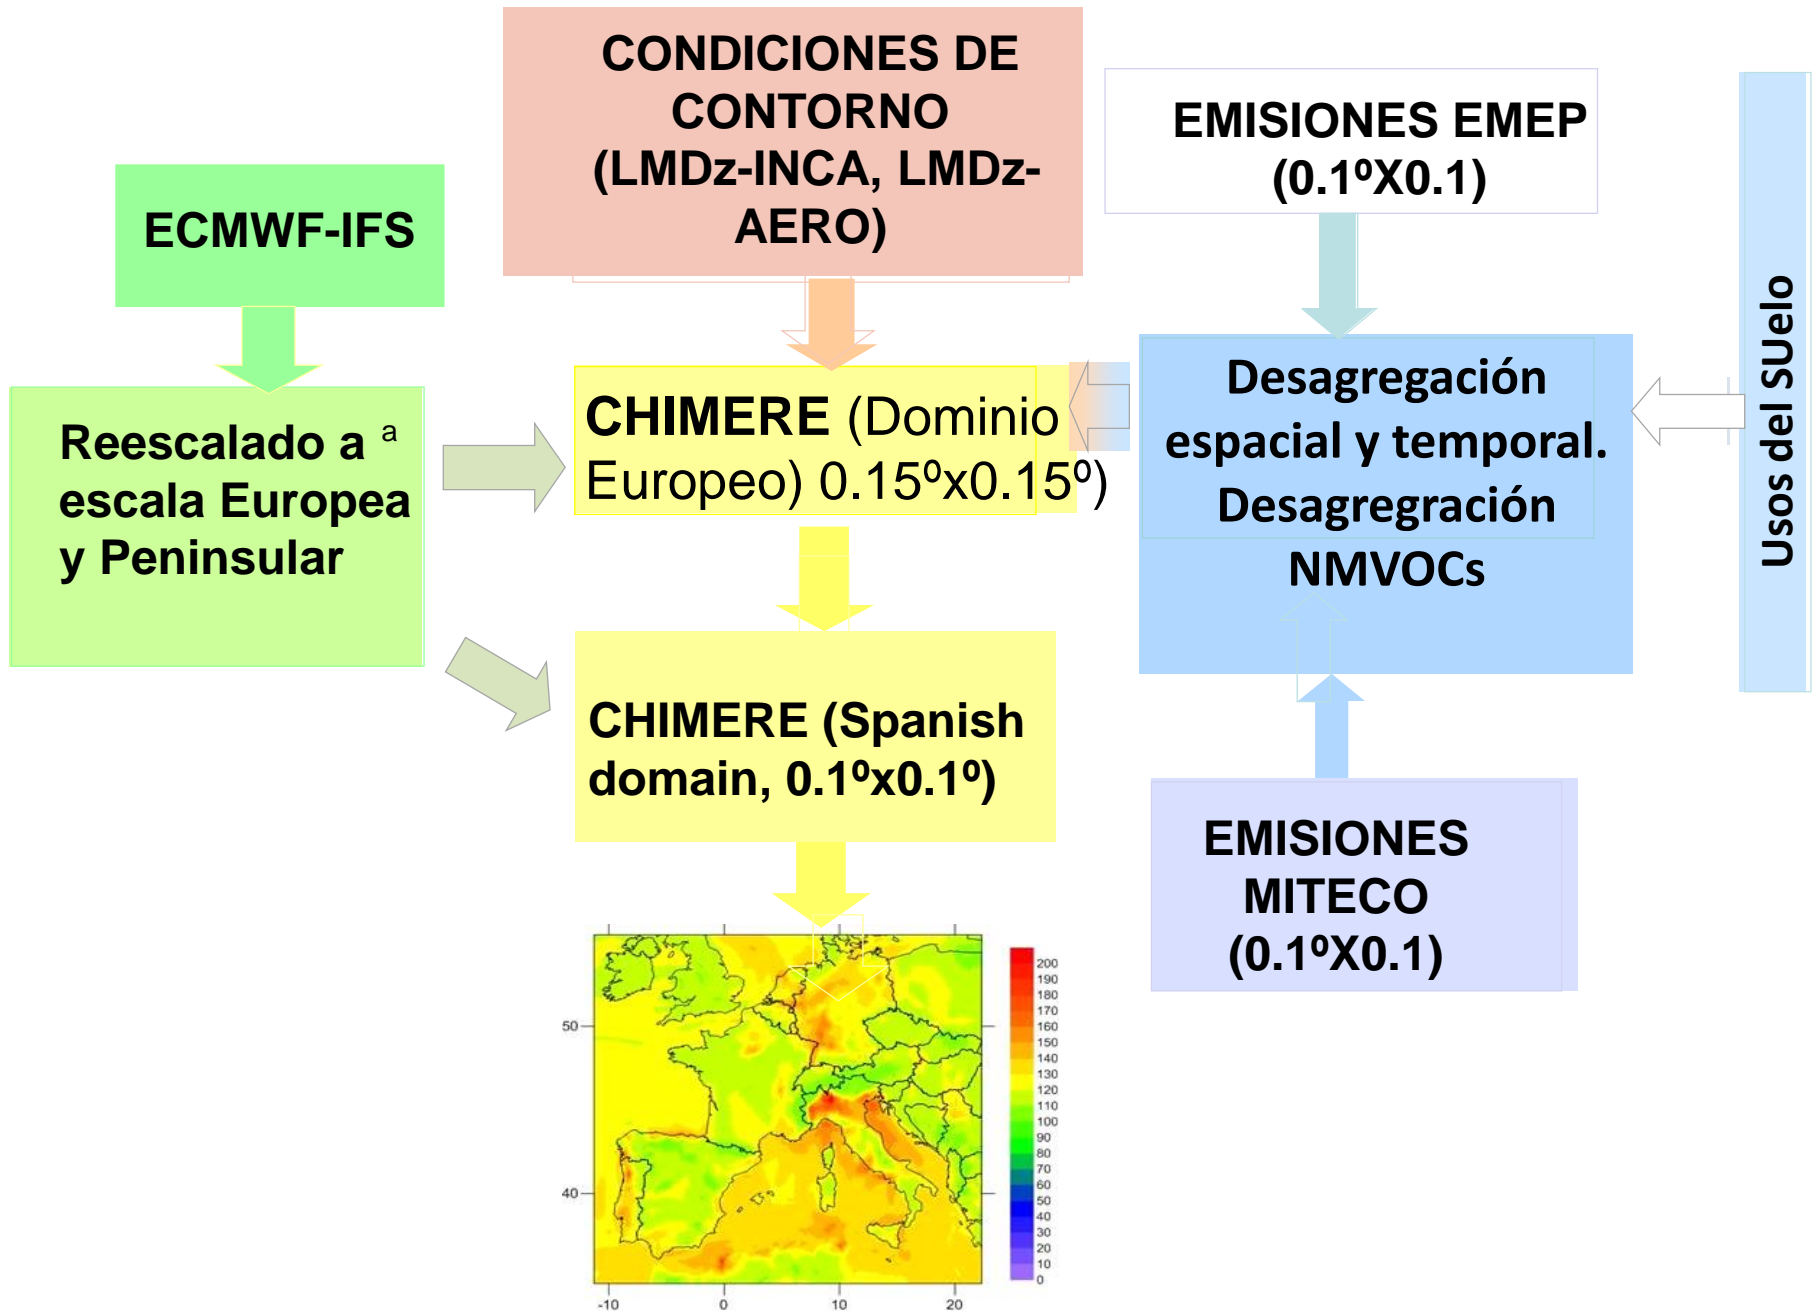 CONDICIONES DE
CONTORNO
(LMDz-INCA, LMDz-
AERO)
EMISIONES EMEP
(0.1ºX0.1)
ECMWF-IFS
Usos del SUelo
Reescalado a ª
escala Europea
y Peninsular
CHIMERE (Dominio
Europeo) 0.15ºx0.15º)
Desagregación
espacial y temporal.
Desagregración
NMVOCs
CHIMERE (Spanish
domain, 0.1ºx0.1º)
EMISIONES
MITECO
(0.1ºX0.1)
50
40
-10
0
10
20
200
190
180
170
160
150
140
130
120
110
100
90
80
70
60
50
40
30
20
10
0